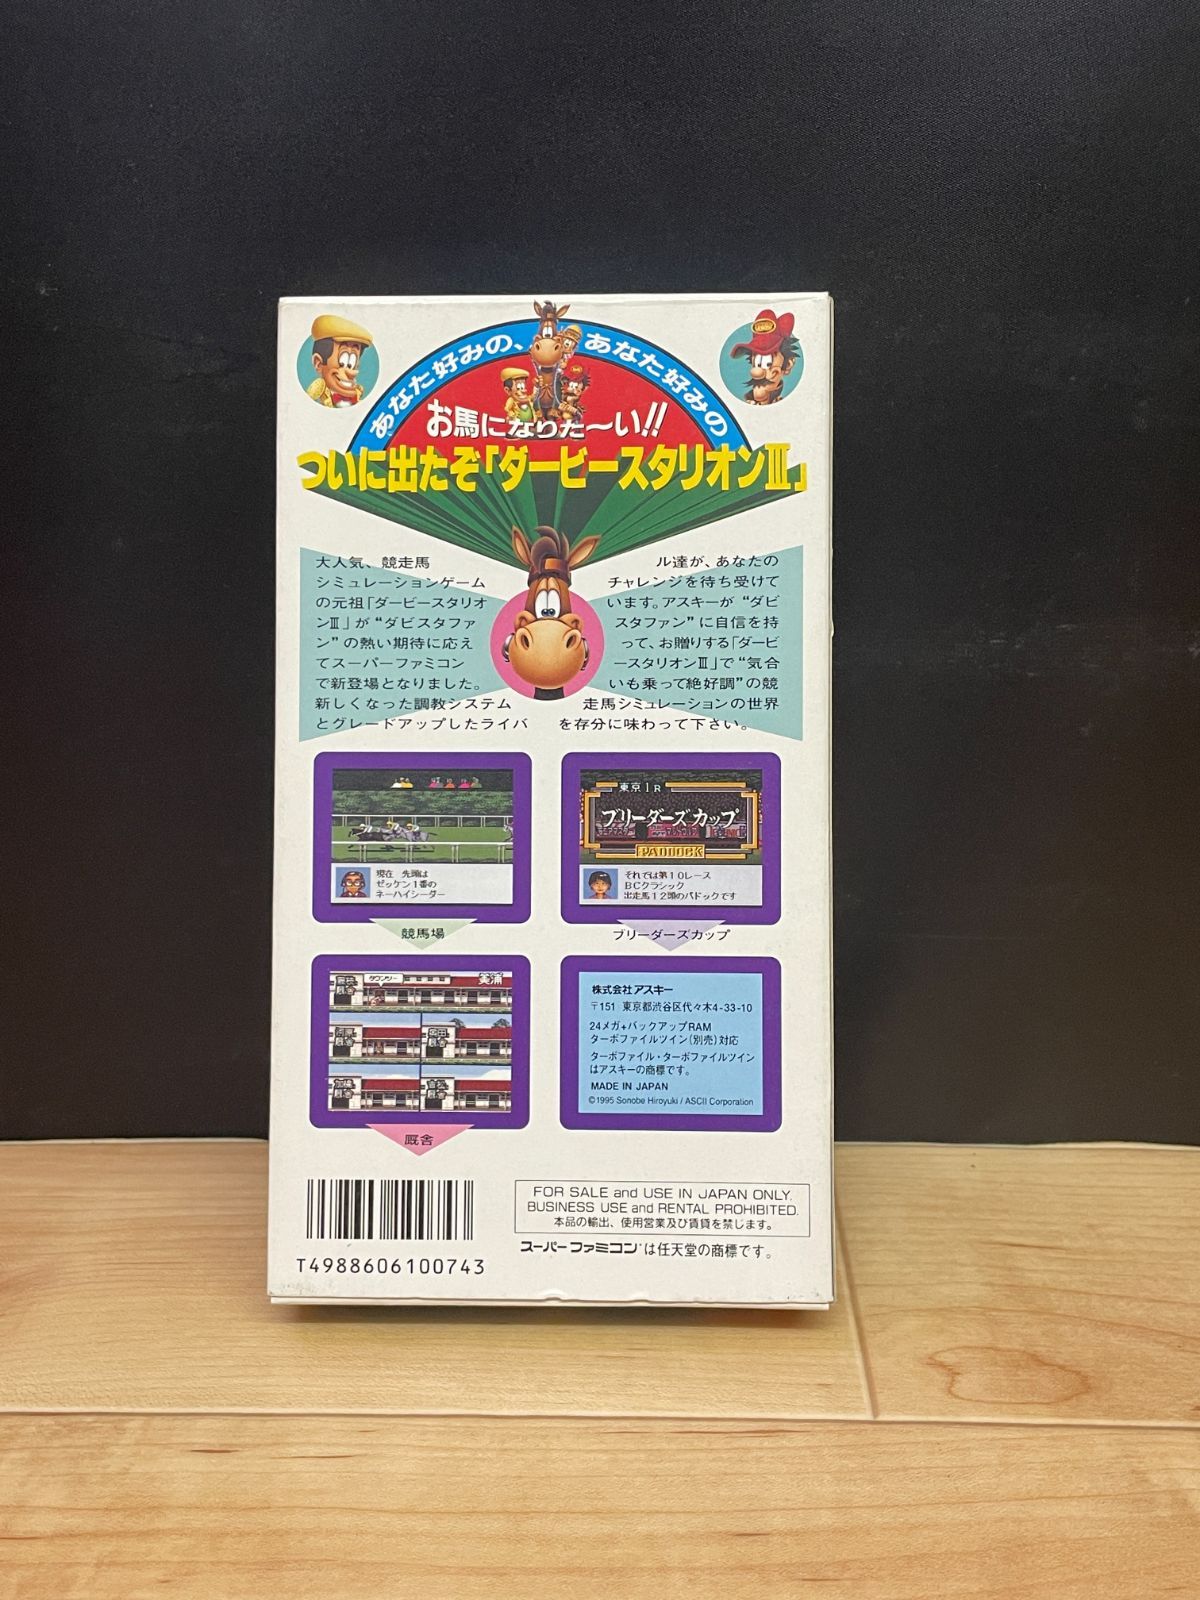 あなた好みの、あなた好みの
お馬になりた〜い!!
ついに出たぞ「ダービースタリオンIII」
大人気、競走馬
シミュレーションゲーム
の元祖「ダービースタリオ
ンIII」が“ダビスタファ
ン”の熱い期待に応え
てスーパーファミコン
で新登場となりました。
新しくなった調教システム
とグレードアップしたライバ
ル達が、あなたの
チャレンジを待ち受けて
います。アスキーが“ダビ
スタファン”に自信を持
って、お贈りする「ダービ
ースタリオンIII」で“気合
いも乗って絶好調”の競
走馬シミュレーションの世界
を存分に味わって下さい。
現在 先頭は
ゼッケン1番の
ネーハイシーダー
競馬場
東京1R
ブリーダーズカップ
PADDOCK
それでは第10レース
BCクラシック
出走馬12頭のパドックです
ブリーダーズカップ
美浦
厩舎
株式会社アスキー
〒151 東京都渋谷区代々木4-33-10
24メガ+バックアップRAM
ターボファイルツイン(別売)対応
ターボファイル・ターボファイルツイン
はアスキーの商標です。
MADE IN JAPAN
©1995 Sonobe Hiroyuki / ASCII Corporation
T4988606100743
FOR SALE and USE IN JAPAN ONLY.
BUSINESS USE and RENTAL PROHIBITED.
本品の輸出、使用営業及び賃貸を禁じます。
スーパーファミコンは任天堂の商標です。